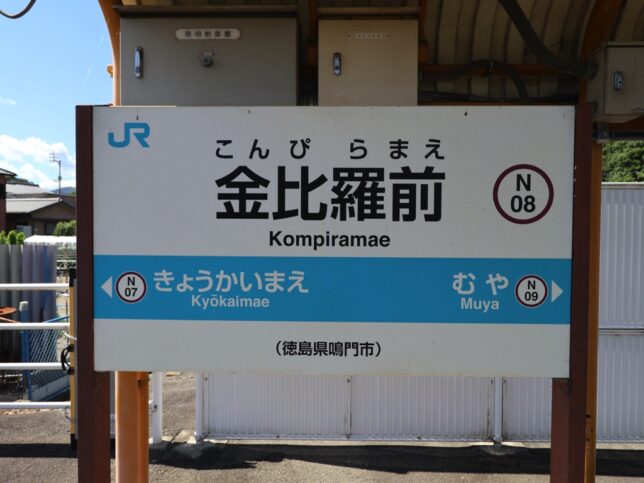 JR
こんぴらまえ
金比羅前
Kompiramae
N
08
N
07
きょうかいまえ
Kyōkaimae
むや
Muya
N
09
(徳島県鳴門市)